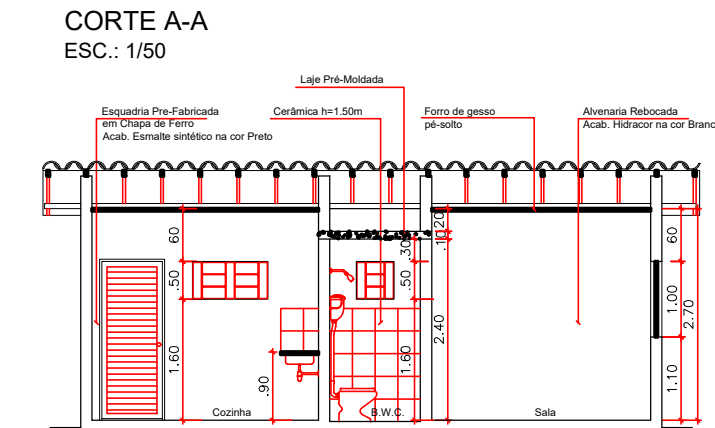 CORTE A-A
ESC.: 1/50
Laje Pré-Moldada
Esquadria Pre-Fabricada
em Chapa de Ferro
Acab. Esmalte sintético na cor Preto
Cerâmica h=1.50m
Forro de gesso
pé-solto
Alvenaria Rebocada
Acab. Hidracor na cor Branc
60
.50
1.60
.90
.30
.50
1.60
.20
.10
2.40
60
1.00
1.10
2.70
Cozinha
B.W.C.
Sala